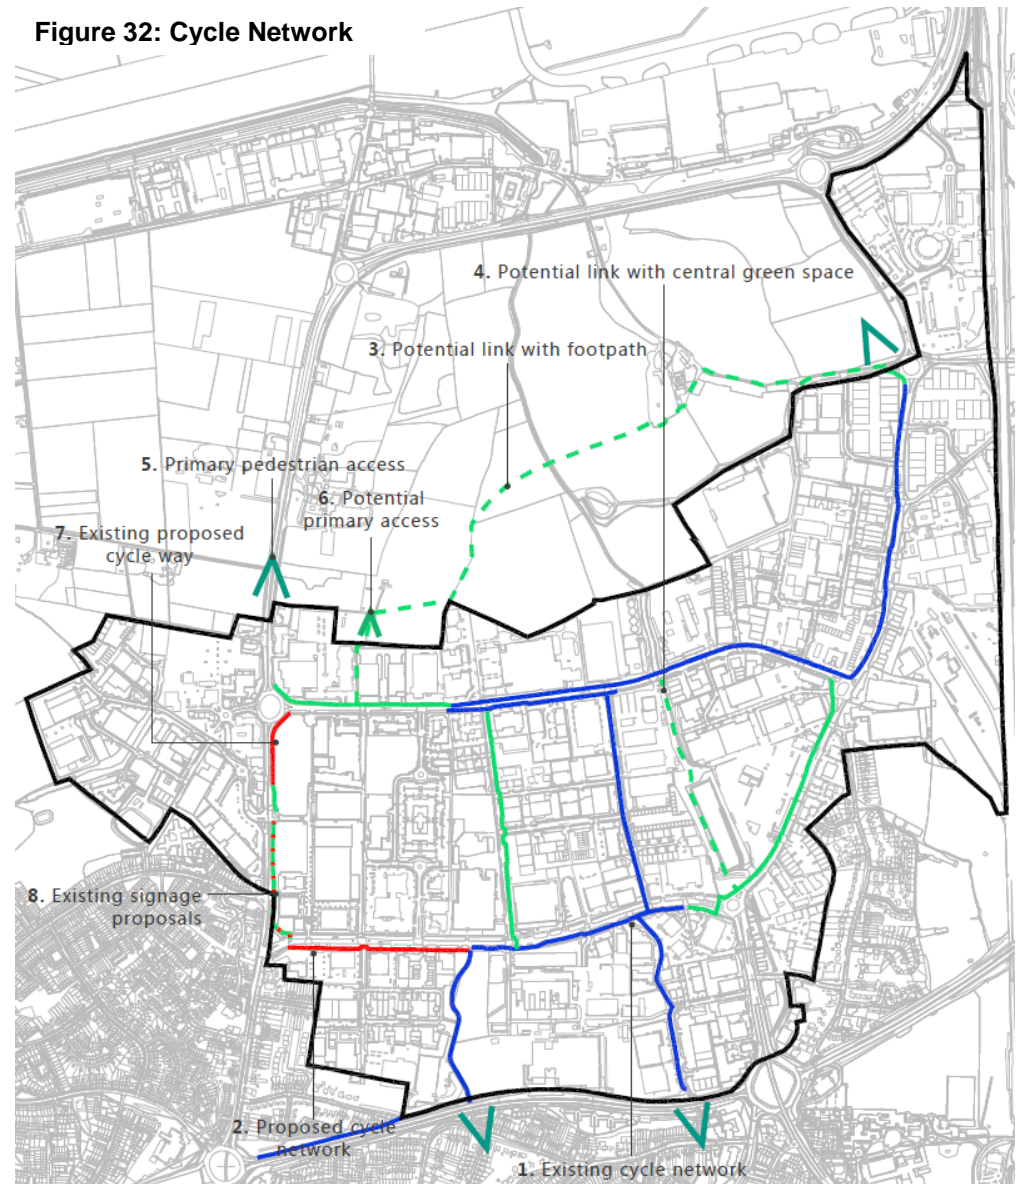 Figure 32: Cycle Network
4. Potential link with central green space
3. Potential link with footpath
5. Primary pedestrian access
6. Potential
primary access
7. Existing proposed
cycle way
8. Existing signage
proposals
2. Proposed cycle
network
1. Existing cycle network